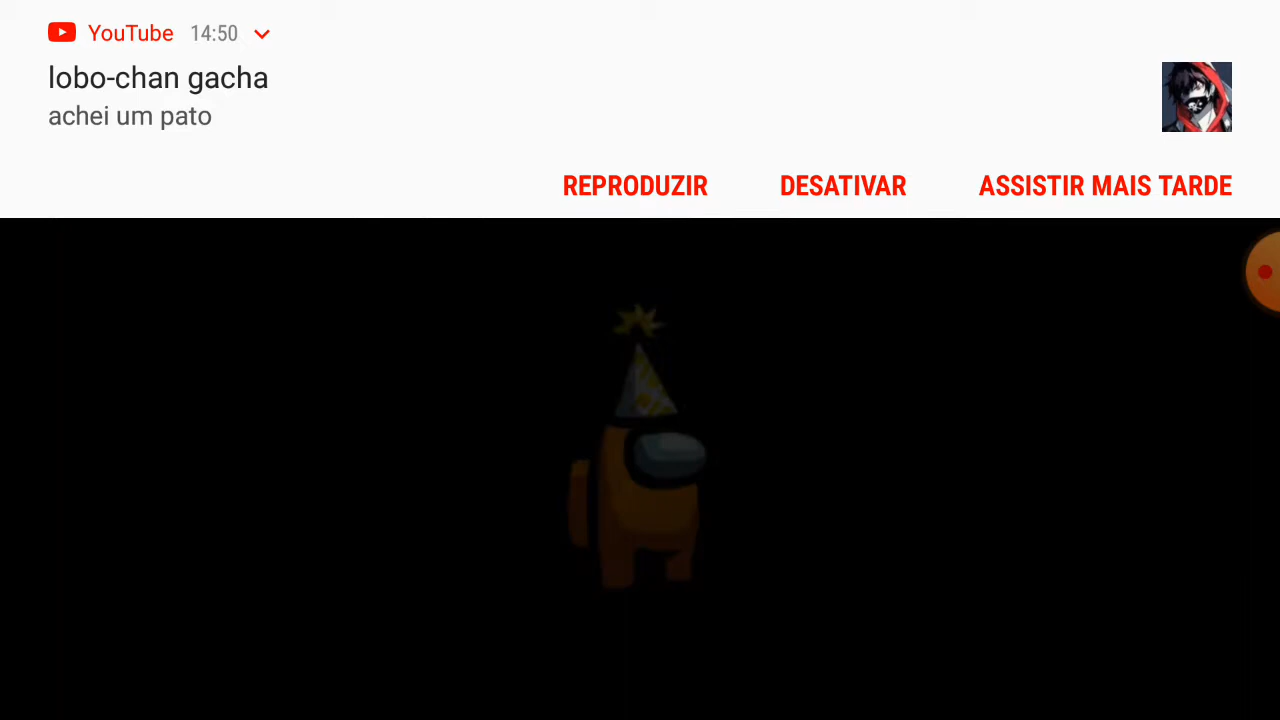 YouTube 14:50
lobo-chan gacha
achei um pato
REPRODUZIR DESATIVAR ASSISTIR MAIS TARDE